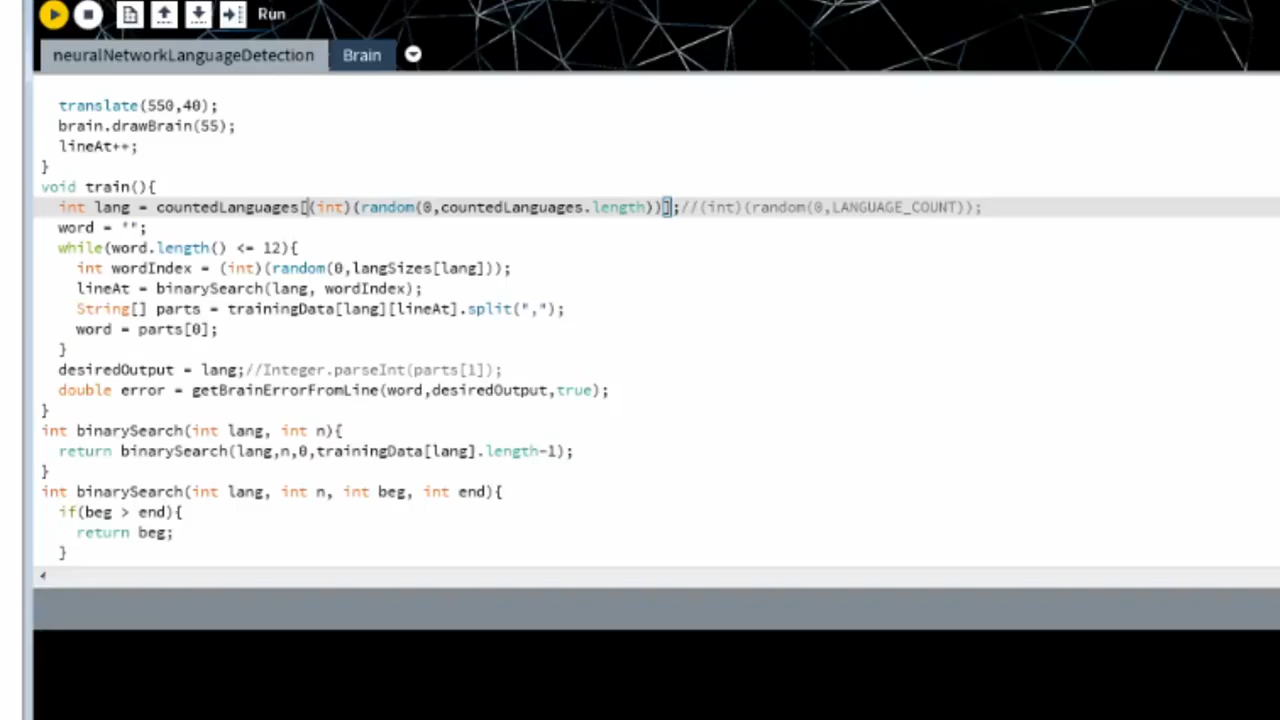 Run
neuralNetworkLanguageDetection Brain
translate(550,40);
brain.drawBrain(55);
lineAt++;
}
void train(){
int lang = countedLanguages[(int)(random(0,countedLanguages.length))];//(int)(random(0,LANGUAGE_COUNT));
word = "";
while(word.length() <= 12){
int wordIndex = (int)(random(0,langSizes[lang]));
lineAt = binarySearch(lang, wordIndex);
String[] parts = trainingData[lang][lineAt].split(",");
word = parts[0];
}
desiredOutput = lang;//Integer.parseInt(parts[1]);
double error = getBrainErrorFromLine(word,desiredOutput,true);
}
int binarySearch(int lang, int n){
return binarySearch(lang,n,0,trainingData[lang].length-1);
}
int binarySearch(int lang, int n, int beg, int end){
if(beg > end){
return beg;
}